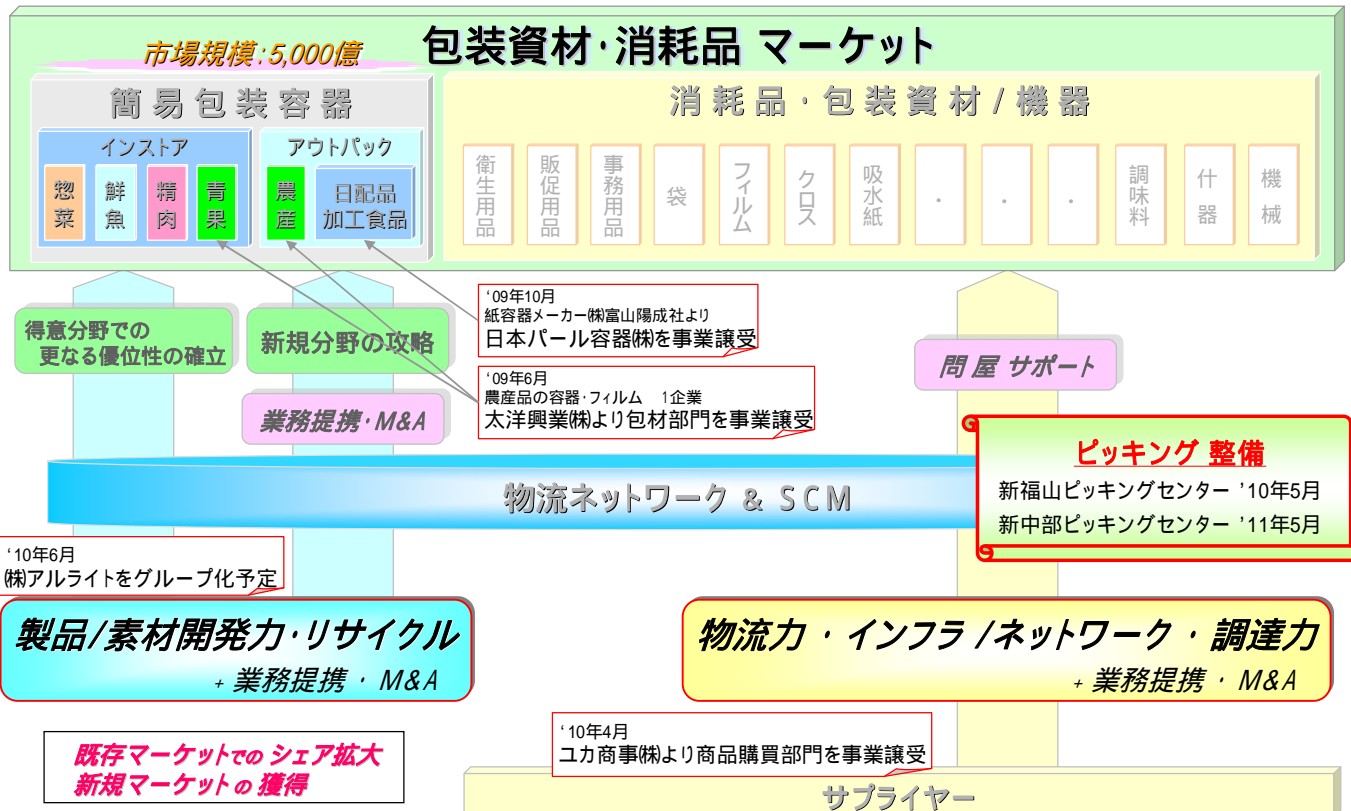 包装資材・消耗品 マーケット
市場規模：5,000億
簡易包装容器
消耗品・包装資材/機器
インストア
アウトパック
惣菜
鮮魚
精肉
青果
農産
日配品
加工食品
衛生用品
販促用品
事務用品
袋
フィルム
クロス
吸水紙
・
・
・
調味料
什器
機械
得意分野での
更なる優位性の確立
新規分野の攻略
業務提携・M&A
‘09年10月
紙容器メーカー㈱富山陽成社より
日本パール容器㈱を事業譲受
‘09年6月
農産品の容器・フィルム　1企業
太洋興業㈱より包材部門を事業譲受
問屋 サポート
ピッキング 整備
新福山ピッキングセンター ’10年5月
新中部ピッキングセンター ’11年5月
物流ネットワーク & SCM
‘10年6月
㈱アルライトをグループ化予定
製品/素材開発力・リサイクル
+ 業務提携・ M&A
物流力 ・インフラ /ネットワーク・調達力
+ 業務提携・ M&A
既存マーケットでの シェア拡大
新規マーケットの 獲得
‘10年4月
ユカ商事㈱より商品購買部門を事業譲受
サプライヤー